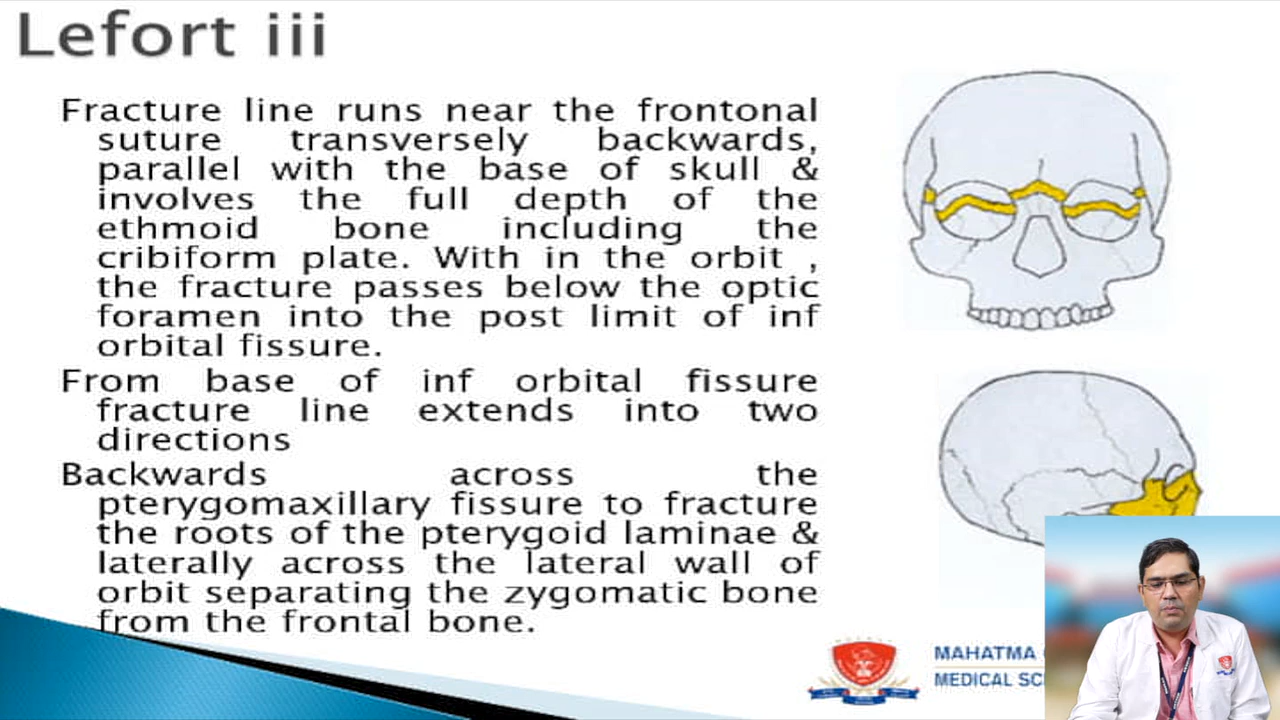 Lefort iii
Fracture line runs near the frontonal
suture transversely backwards,
parallel with the base of skull &
involves the full depth of the
ethmoid bone including the
cribiform plate. With in the orbit ,
the fracture passes below the optic
foramen into the post limit of inf
orbital fissure.
From base of inf orbital fissure
fracture line extends into two
directions
Backwards across the
pterygomaxillary fissure to fracture
the roots of the pterygoid laminae &
laterally across the lateral wall of
orbit separating the zygomatic bone
from the frontal bone.
MAHATMA
MEDICAL